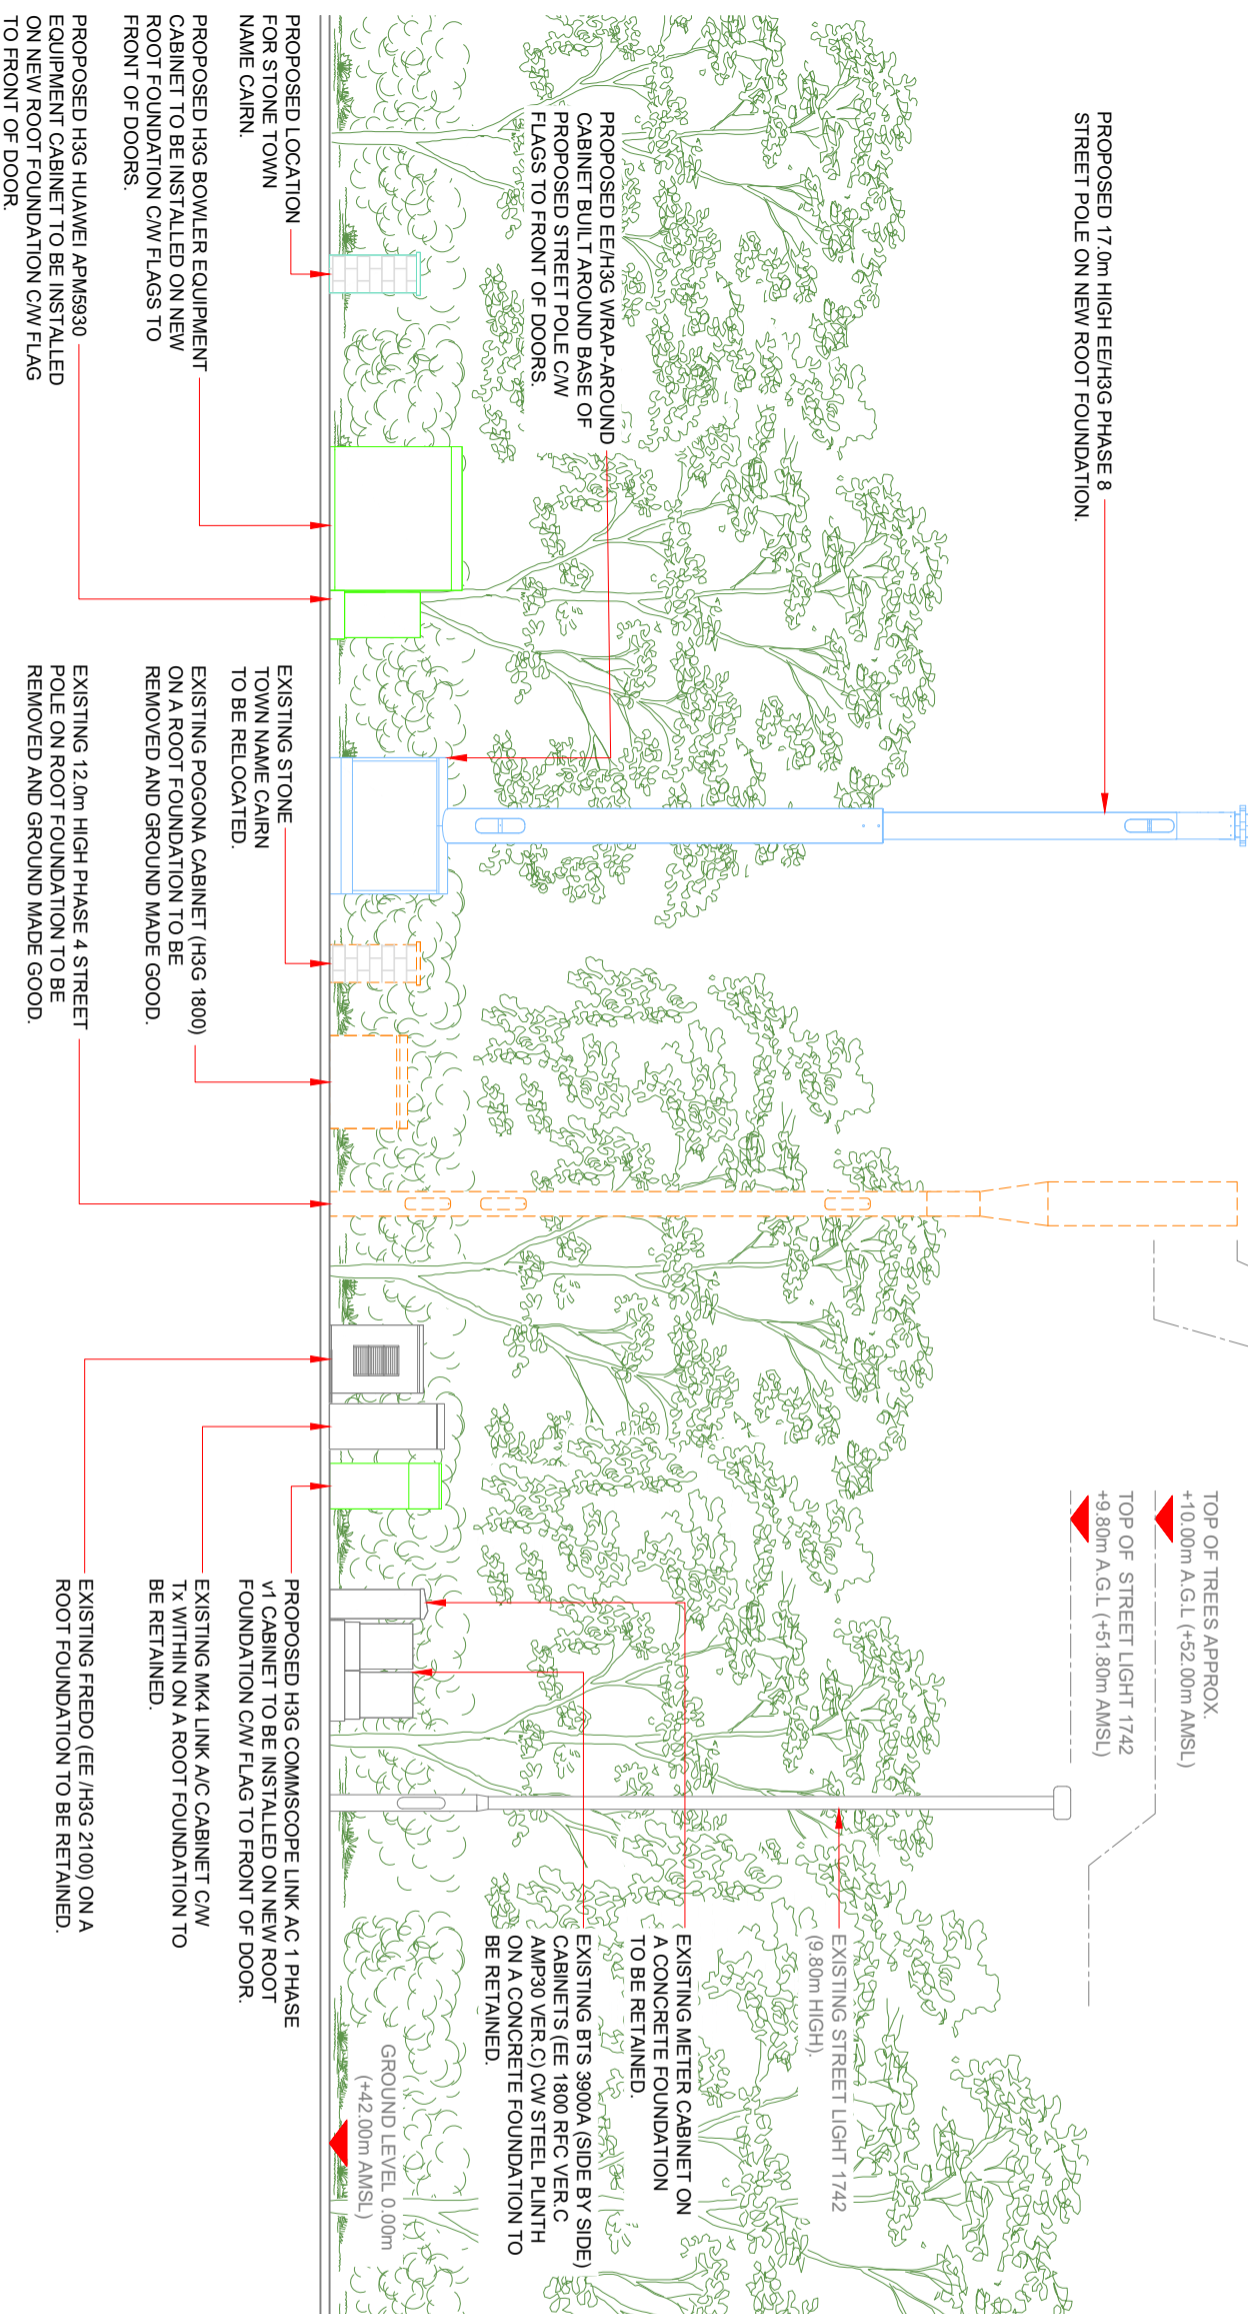 PROPOSED 17.0m HIGH EE/H3G PHASE 8
STREET POLE ON NEW ROOT FOUNDATION.
TOP OF TREES APPROX.
+10.000m A.G.L (+52.00m AMSL)
TOP OF STREET LIGHT 1742
+9.80m A.G.L (+51.80m AMSL)
PROPOSED EE/H3G WRAP-AROUND
CABINET BUILT AROUND BASE OF
PROPOSED STREET POLE C/W
FLAGS TO FRONT OF DOORS.
EXISTING STREET LIGHT 1742
(9.80m HIGH).
EXISTING METER CABINET ON
A CONCRETE FOUNDATION
TO BE RETAINED.
EXISTING BTS 3900A (SIDE BY SIDE)
CABINETS (EE 1800 RFC VER.C
AMP30 VER.C) CW STEEL PLINTH
ON A CONCRETE FOUNDATION TO
BE RETAINED.
GROUND LEVEL 0.00m
(+42.00m AMSL)
PROPOSED LOCATION
FOR STONE TOWN
NAME CAIRN.
PROPOSED H3G BOWLER EQUIPMENT
CABINET TO BE INSTALLED ON NEW
ROOT FOUNDATION C/W FLAGS TO
FRONT OF DOORS.
PROPOSED H3G HUAWEI APM5930
EQUIPMENT CABINET TO BE INSTALLED
ON NEW ROOT FOUNDATION C/W FLAG
TO FRONT OF DOOR.
EXISTING STONE
TOWN NAME CAIRN
TO BE RELOCATED.
EXISTING POGONA CABINET (H3G 1800)
ON A ROOT FOUNDATION TO BE
REMOVED AND GROUND MADE GOOD.
EXISTING 12.0m HIGH PHASE 4 STREET
POLE ON ROOT FOUNDATION TO BE
REMOVED AND GROUND MADE GOOD.
PROPOSED H3G COMMSCOPE LINK AC 1 PHASE
v1 CABINET TO BE INSTALLED ON NEW ROOT
FOUNDATION C/W FLAG TO FRONT OF DOOR.
EXISTING MK4 LINK A/C CABINET C/W
Tx WITHIN ON A ROOT FOUNDATION TO
BE RETAINED.
EXISTING FREDO (EE /H3G 2100) ON A
ROOT FOUNDATION TO BE RETAINED.